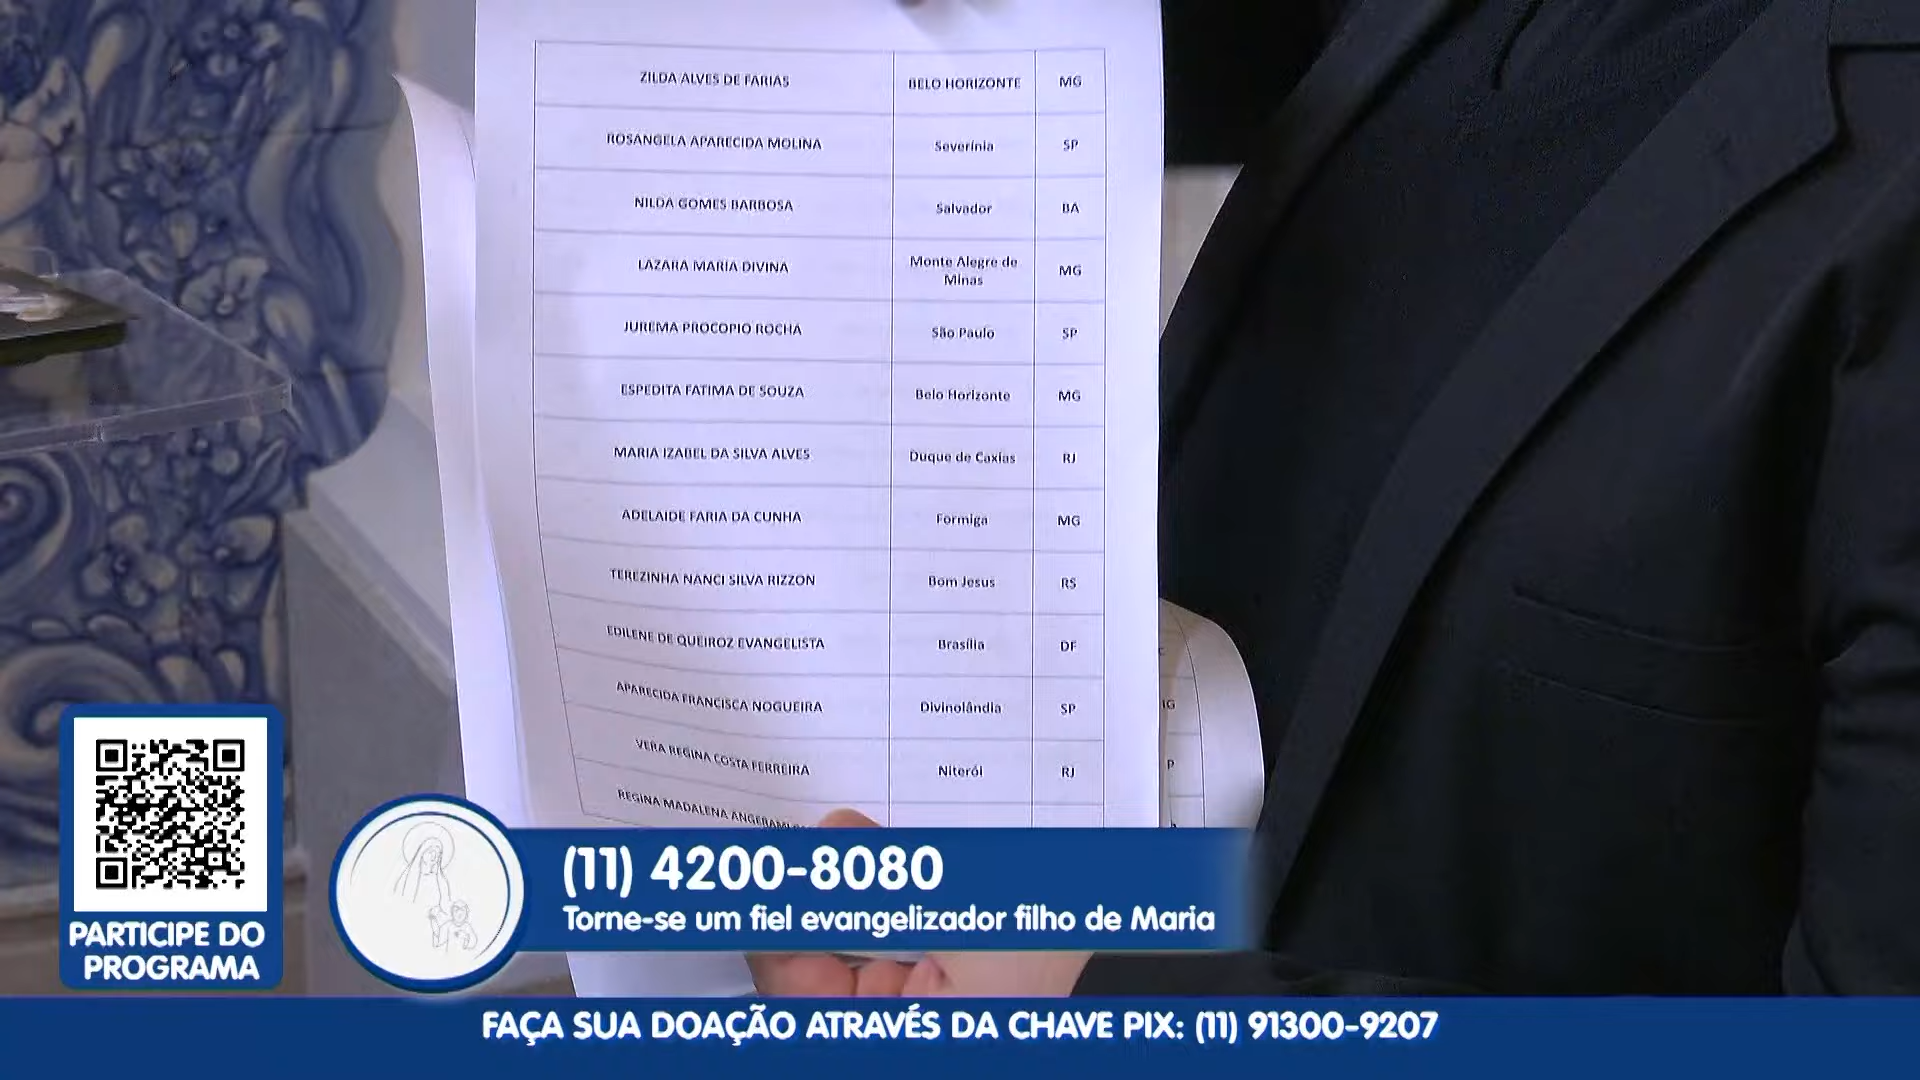 ZILDA ALVES DE FARIAS BELO HORIZONTE MG
ROSANGELA APARECIDA MOLINA Severínia SP
NILDA GOMES BARBOSA Salvador BA
LAZARA MARIA DIVINA Monte Alegre de Minas MG
JUREMA PROCOPIO ROCHA São Paulo SP
ESPEDITA FATIMA DE SOUZA Belo Horizonte MG
MARIA IZABEL DA SILVA ALVES Duque de Caxias RJ
ADELAIDE FARIA DA CUNHA Formiga MG
TEREZINHA NANCI SILVA RIZZON Bom Jesus RS
EDILENE DE QUEIROZ EVANGELISTA Brasília DF
APARECIDA FRANCISCA NOGUEIRA Divinolândia SP
VERA REGINA COSTA FERREIRA Niterói RJ
REGINA MADALENA
PARTICIPE DO
PROGRAMA
(11) 4200-8080
Torne-se um fiel evangelizador filho de Maria
FAÇA SUA DOAÇÃO ATRAVÉS DA CHAVE PIX: (11) 91300-9207